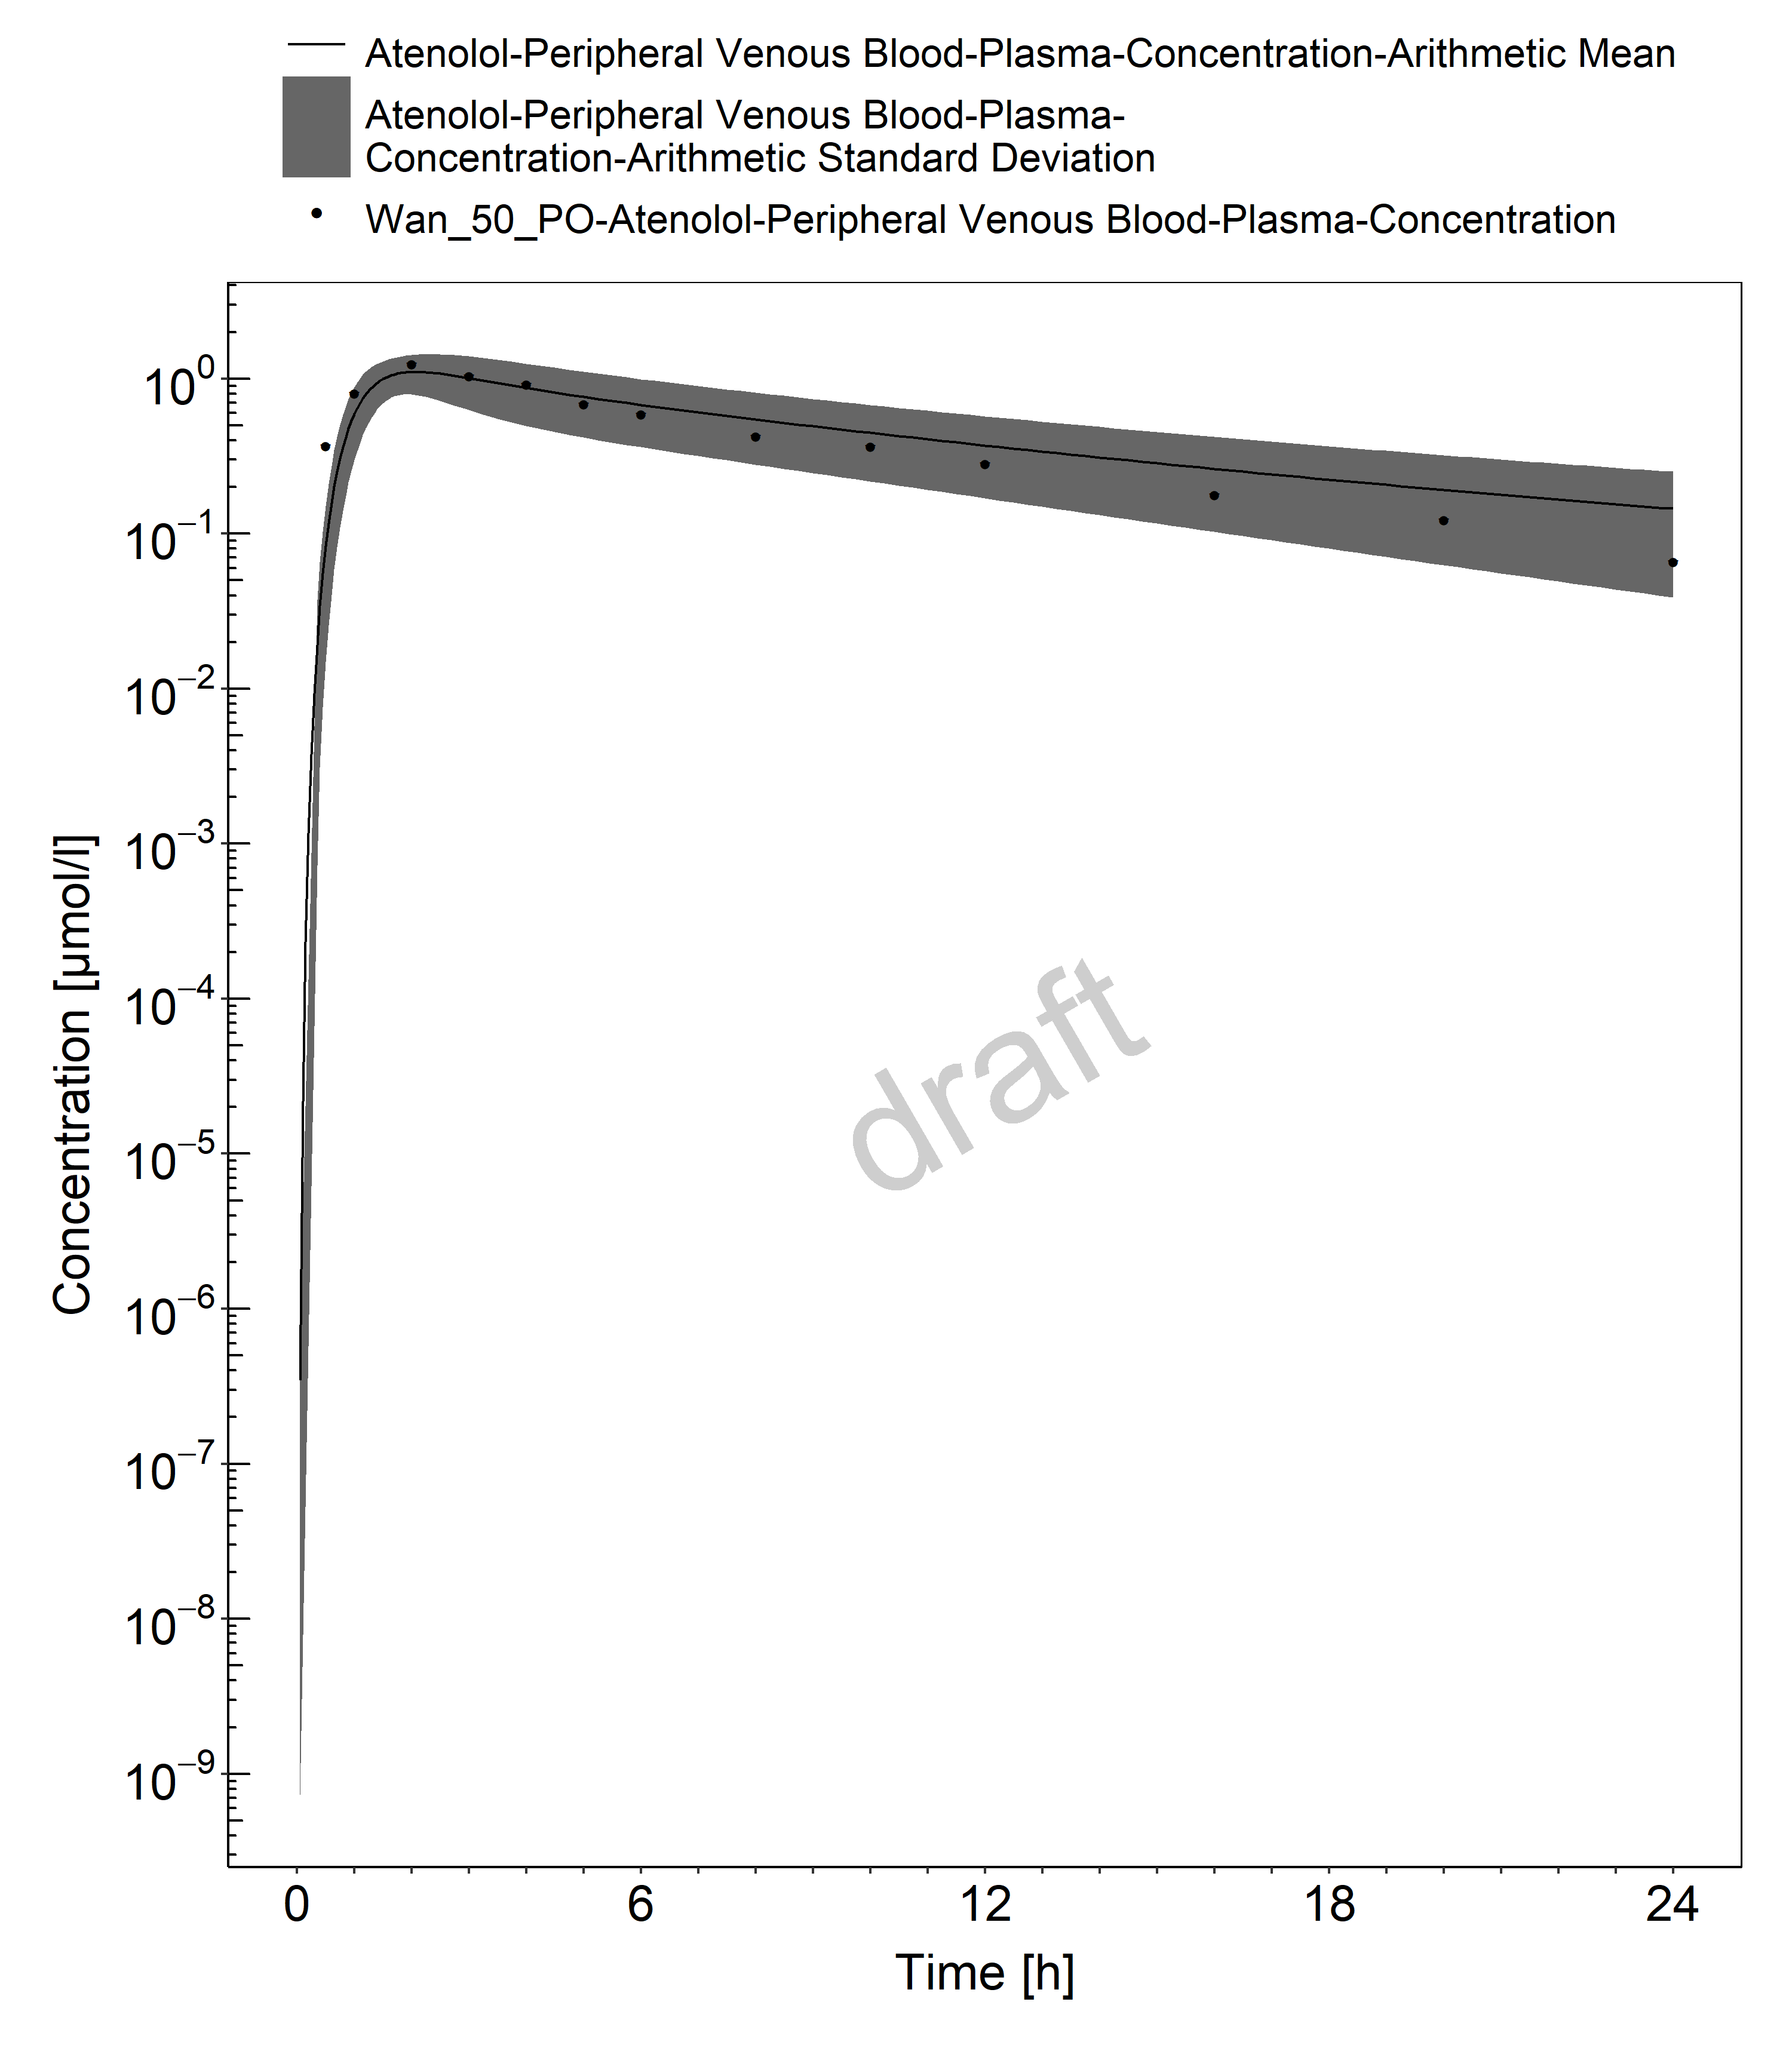 Atenolol-Peripheral Venous Blood-Plasma-Concentration-Arithmetic Mean
Atenolol-Peripheral Venous Blood-Plasma-
Concentration-Arithmetic Standard Deviation
Wan_50_PO-Atenolol-Peripheral Venous Blood-Plasma-Concentration
Concentration [µmol/l]
10⁰
10⁻¹
10⁻²
10⁻³
10⁻⁴
10⁻⁵
10⁻⁶
10⁻⁷
10⁻⁸
10⁻⁹
draft
0 6 12 18 24
Time [h]